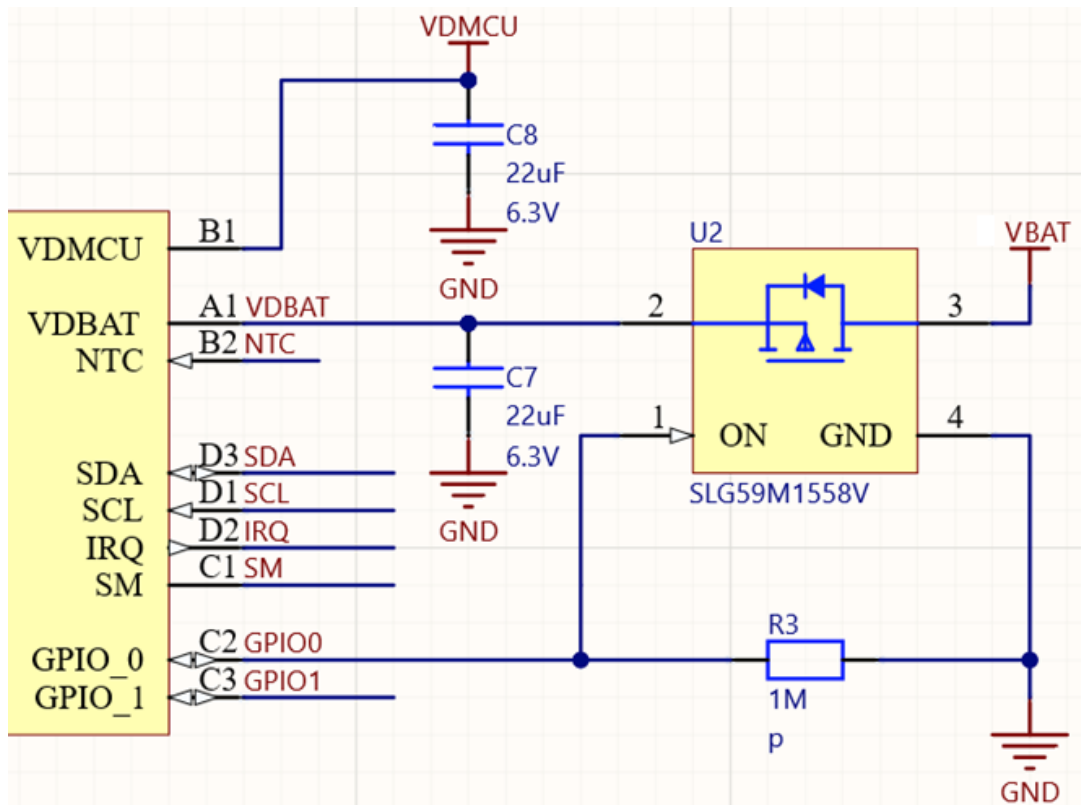 VDMCU
C8
22uF
6.3V
GND
VDMCU
B1
VDBAT
A1 VDBAT
NTC
B2 NTC
C7
22uF
6.3V
GND
SDA
D3 SDA
SCL
D1 SCL
IRQ
D2 IRQ
SM
C1 SM
GPIO_0
C2 GPIO0
GPIO_1
C3 GPIO1
U2
VBAT
2
3
1
ON
GND
4
SLG59M1558V
R3
1M
p
GND